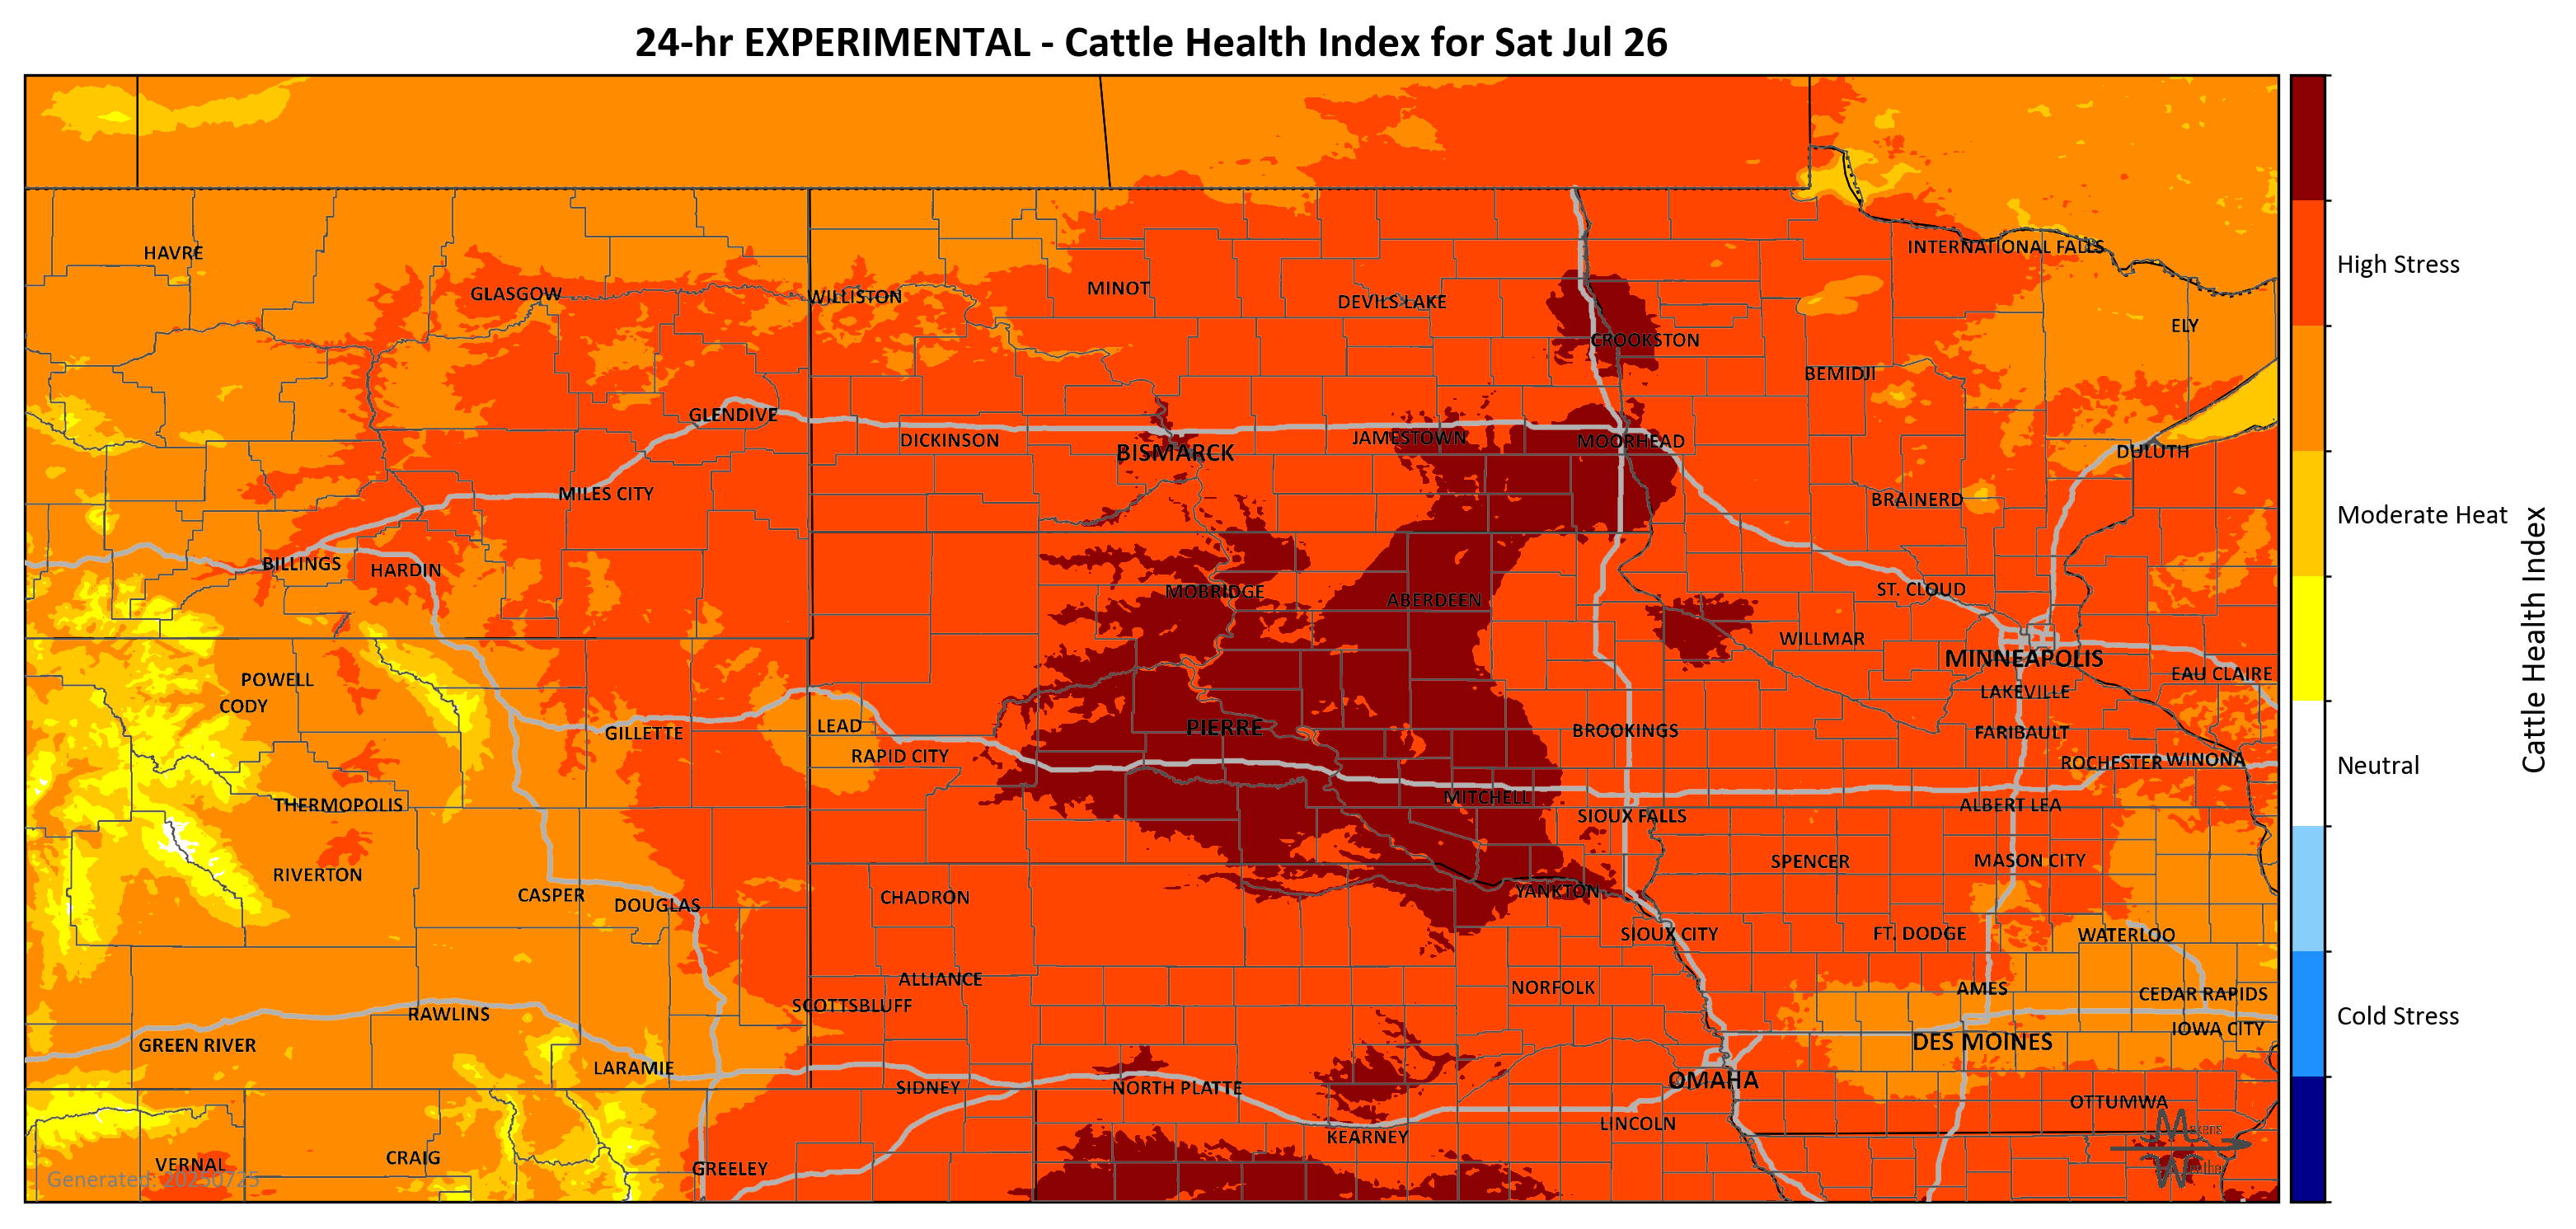 24-hr EXPERIMENTAL - Cattle Health Index for Sat Jul 26
HAVRE
GLASGOW
WILLISTON
MINOT
DEVILS LAKE
CROOKSTON
INTERNATIONAL FALLS
ELY
BEMIDJI
GLENDIVE
DICKINSON
BISMARCK
JAMESTOWN
MOORHEAD
DULUTH
MILES CITY
BRAINERD
BILLINGS
HARDIN
MOBRIDGE
ABERDEEN
ST. CLOUD
WILLMAR
MINNEAPOLIS
EAU CLAIRE
POWELL
CODY
LAKEVILLE
GILLETTE
LEAD
RAPID CITY
PIERRE
BROOKINGS
FARIBAULT
ROCHESTER
WINONA
THERMOPOLIS
MITCHELL
SIOUX FALLS
ALBERT LEA
RIVERTON
CASPER
DOUGLAS
CHADRON
YANKTON
SPENCER
MASON CITY
SIOUX CITY
FT. DODGE
WATERLOO
ALLIANCE
SCOTTSBLUFF
NORFOLK
AMES
CEDAR RAPIDS
RAWLINS
GREEN RIVER
LARAMIE
SIDNEY
NORTH PLATTE
OMAHA
DES MOINES
IOWA CITY
KEARNEY
LINCOLN
OTTUMWA
VERNAL
CRAIG
GREELEY
Generated: 20250725
High Stress
Moderate Heat
Neutral
Cold Stress
Cattle Health Index